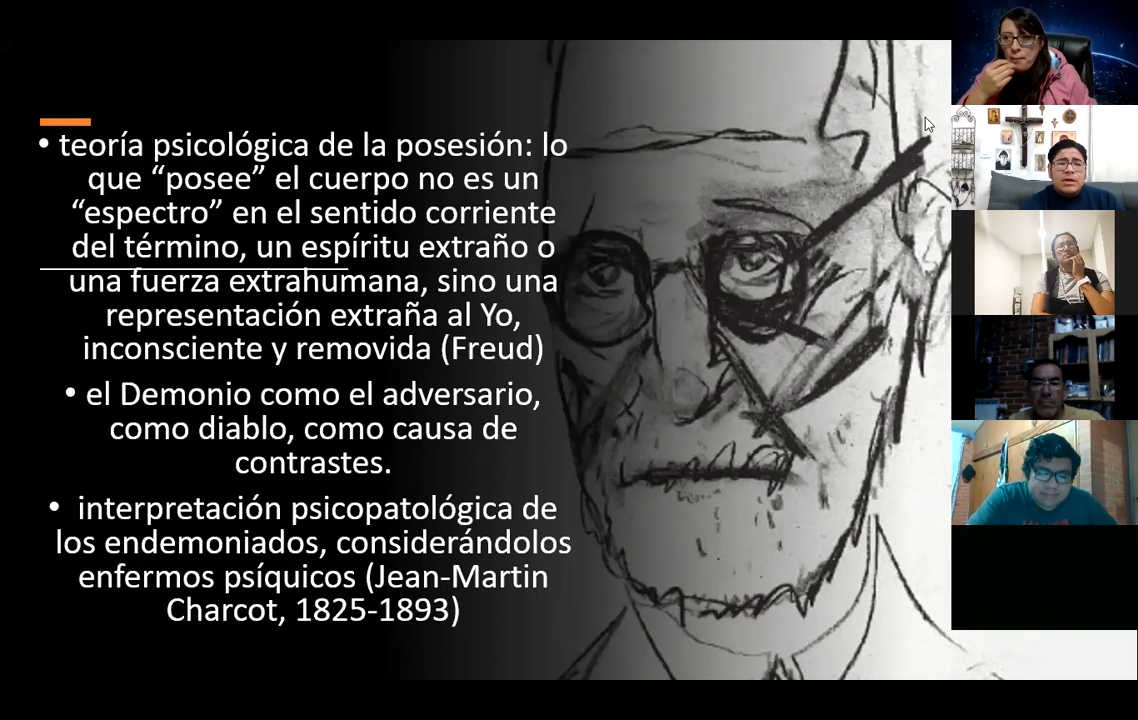 • teoría psicológica de la posesión: lo
que “posee” el cuerpo no es un
“espectro” en el sentido corriente
del término, un espíritu extraño o
una fuerza extrahumana, sino una
representación extraña al Yo,
inconsciente y removida (Freud)
• el Demonio como el adversario,
como diablo, como causa de
contrastes.
• interpretación psicopatológica de
los endemoniados, considerándolos
enfermos psíquicos (Jean-Martin
Charcot, 1825-1893)